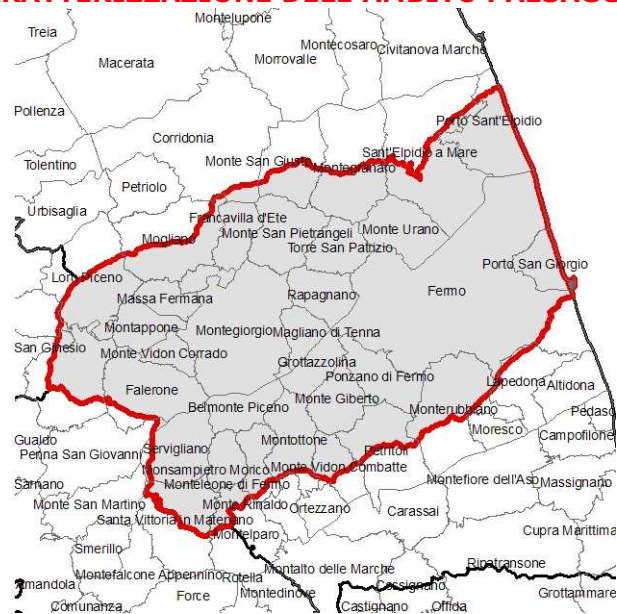 RATTERIZZAZIONE DELL'AMBITO PAESAGG
Montelupone
Treia
Montecosaro
Civitanova Marche
Morrovalle
Macerata
Pollenza
Porto Sant'Elpidio
Corridonia
Sant'Elpidio a Mare
Tolentino
Monte San Giusto
Montegranaro
Petriolo
Urbisaglia
Francavilla d'Ete
Monte San Pietrangeli
Monte Urano
Mogliano
Torre San Patrizio
Porto San Giorgio
Loro Piceno
Massa Fermana
Rapagnano
Fermo
Montappone
Montegiorgio
Magliano di Tenna
San Ginesio
Monte Vidon Corrado
Grottazzolina
Ponzano di Fermo
Falerone
Lapedona
Altidona
Monte Giberto
Belmonte Piceno
Monterubbiano
Pedaso
Moresco
Gualdo
Montottone
Campofilone
Servigliano
Penna San Giovanni
Petritoli
Monsampietro Morico
Monte Vidon Combatte
Sarnano
Monteleone di Fermo
Montefiore dell'Aso
Massignano
Monte San Martino
Monte Rinaldo
Ortezzano
Carassai
Santa Vittoria in Matenano
Cupra Marittima
Montelparo
Smerillo
Ripatransone
Montalto delle Marche
Montefalcone Appennino
Rotella
Amandola
Cossignano
Force
Montedinove
Grottammare
Comunanza
Castignano
Offida